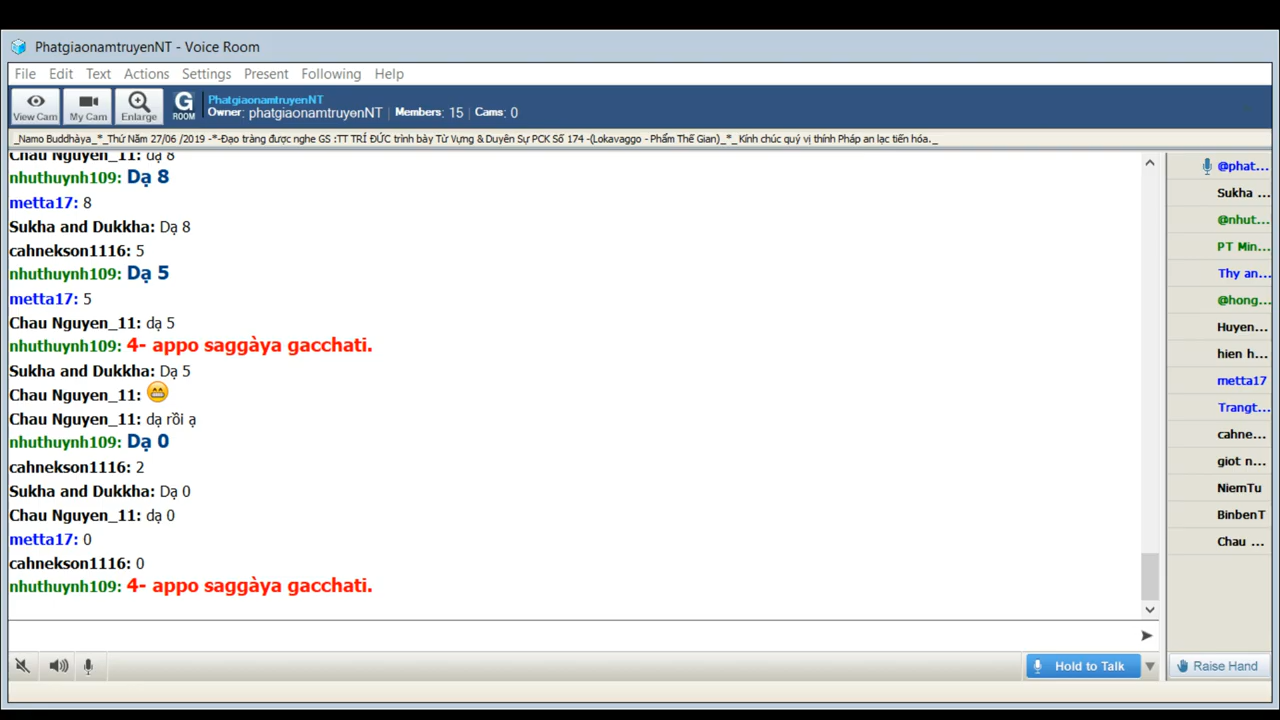 PhatgiaonamtruyenNT - Voice Room
File Edit Text Actions Settings Present Following Help
View Cam My Cam Enlarge G ROOM PhatgiaonamtruyenNT
Owner: phatgiaonamtruyenNT Members: 15 Cams: 0
_Namo Buddhàya_*_Thứ Năm 27/06 /2019 -*-Đạo tràng được nghe GS :TT TRÍ ĐỨC trình bày Từ Vựng & Duyên Sự PCK Số 174 -(Lokavaggo - Phẩm Thế Gian)_*_ Kính chúc quý vị thính Pháp an lạc tiến hóa._
Chau Nguyen_11: dạ 8
nhuthuynh109: Dạ 8
metta17: 8
Sukha and Dukkha: Dạ 8
cahnekson1116: 5
nhuthuynh109: Dạ 5
metta17: 5
Chau Nguyen_11: dạ 5
nhuthuynh109: 4- appo saggàya gacchati.
Sukha and Dukkha: Dạ 5
Chau Nguyen_11: 😁
Chau Nguyen_11: dạ rồi ạ
nhuthuynh109: Dạ 0
cahnekson1116: 2
Sukha and Dukkha: Dạ 0
Chau Nguyen_11: dạ 0
metta17: 0
cahnekson1116: 0
nhuthuynh109: 4- appo saggàya gacchati.
@phat...
Sukha ...
@nhut...
PT Min...
Thy an...
@hong...
Huyen...
hien h...
metta17
Trangt...
cahne...
giot n...
NiemTu
BinbenT
Chau ...
Hold to Talk
Raise Hand